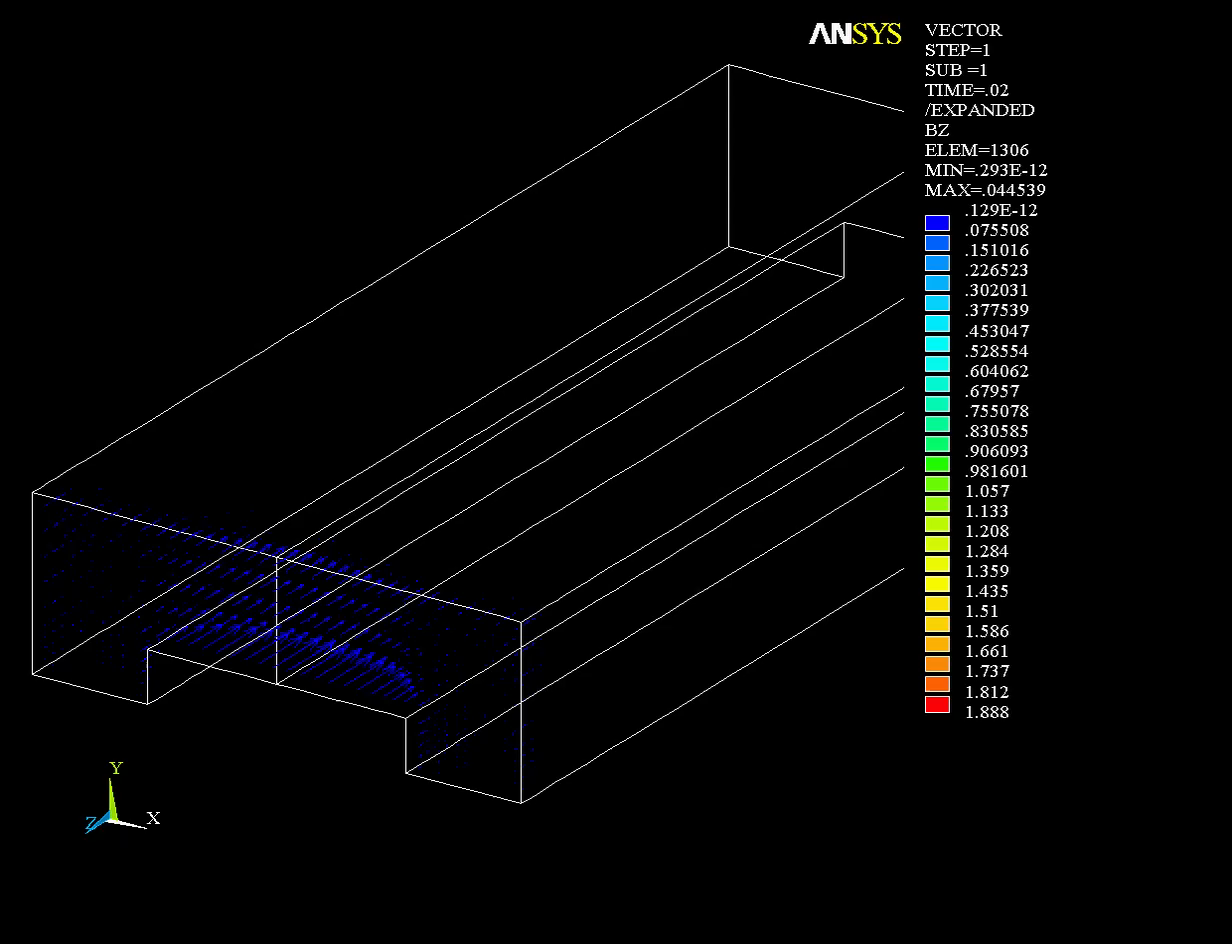 ANSYS
VECTOR
STEP=1
SUB =1
TIME=.02
/EXPANDED
BZ
ELEM=1306
MIN=.293E-12
MAX=.044539
.129E-12
.075508
.151016
.226523
.302031
.377539
.453047
.528554
.604062
.67957
.755078
.830585
.906093
.981601
1.057
1.133
1.208
1.284
1.359
1.435
1.51
1.586
1.661
1.737
1.812
1.888
Y
X
Z